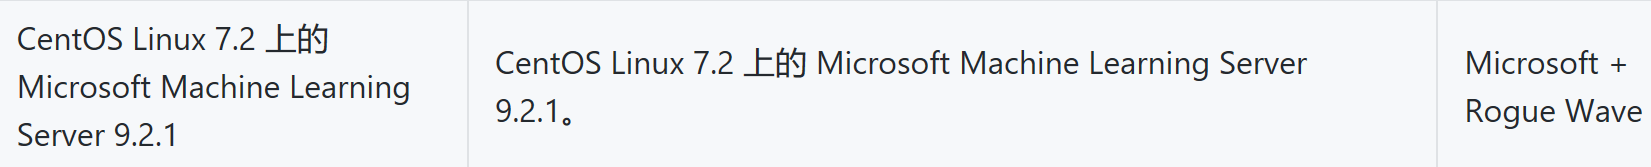 CentOS Linux 7.2 上的
Microsoft Machine Learning
Server 9.2.1
CentOS Linux 7.2 上的 Microsoft Machine Learning Server
9.2.1。
Microsoft +
Rogue Wave